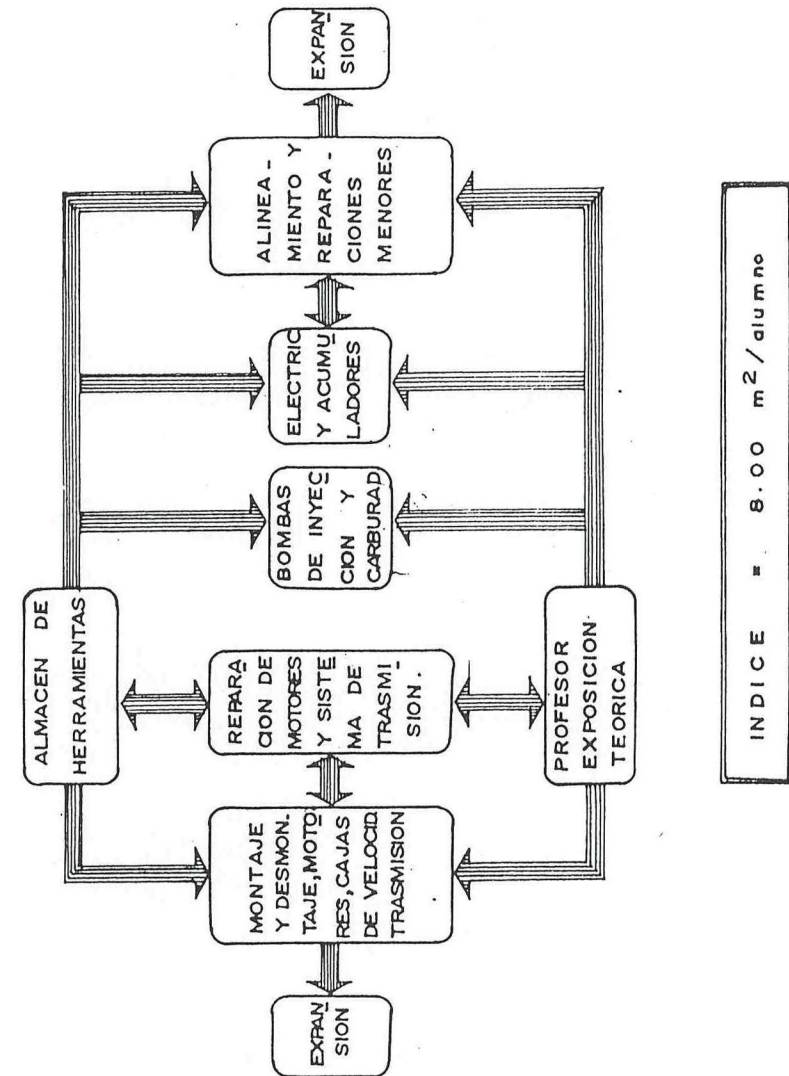 ALMACEN DE
HERRAMIENTAS
EXPAN
SION
MONTAJE
Y DESMON.
TAJE, MOTO
RES, CAJAS
DE VELOCID.
TRASMISION
REPARA
CION DE
MOTORES
Y SISTE
MA DE
TRASMI
SION.
BOMBAS
DE INYEC
CION Y
CARBURAD
ELECTRIC
Y ACUMU
LADORES
ALINEA-
MIENTO Y
REPARA-
CIONES
MENORES
EXPAN
SION
PROFESOR
EXPOSICION
TEORICA
INDICE = 8.00 m²/alumno